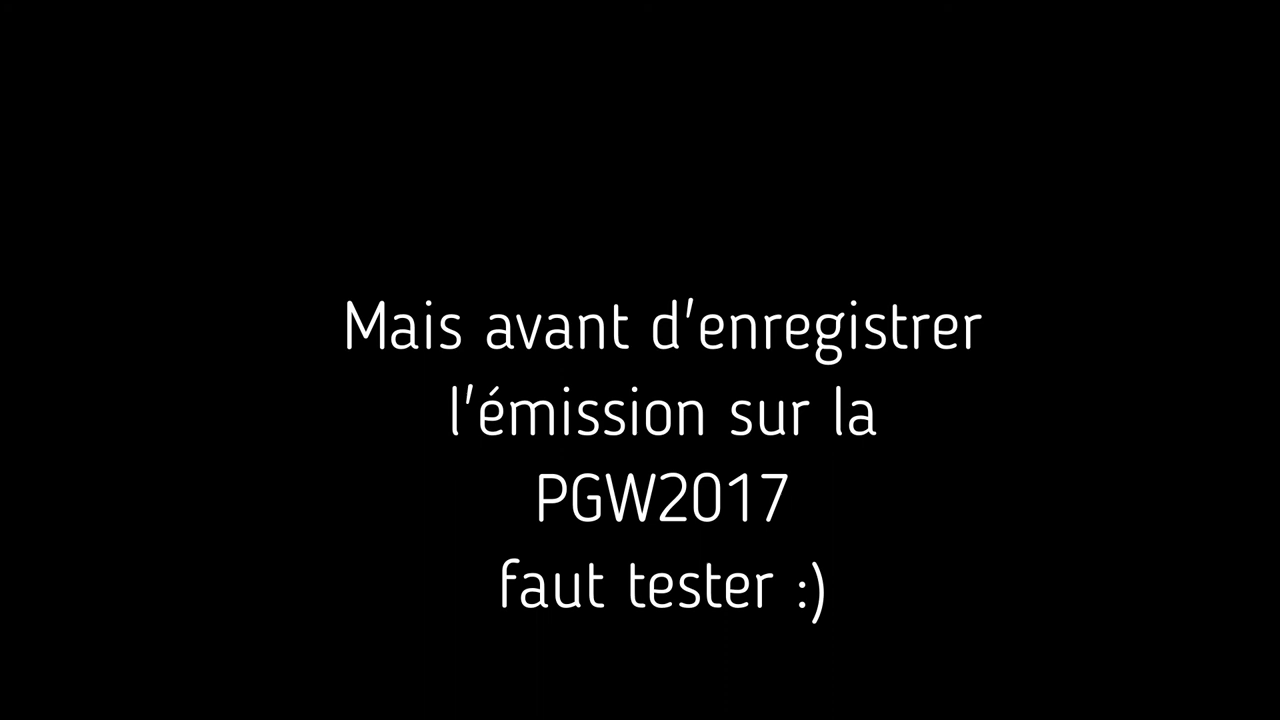 Mais avant d'enregistrer
l'émission sur la
PGW2017
faut tester :)